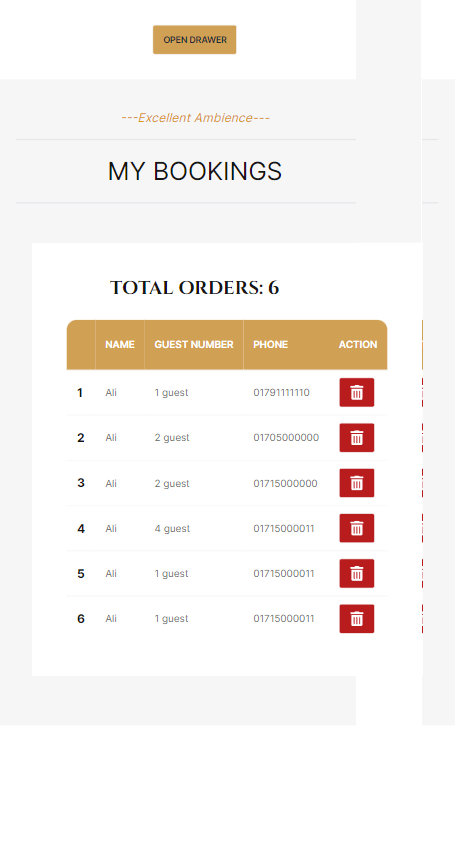 OPEN DRAWER
---Excellent Ambience---
MY BOOKINGS
TOTAL ORDERS: 6
NAME GUEST NUMBER PHONE ACTION
1 Ali 1 guest 01791111110
2 Ali 2 guest 01705000000
3 Ali 2 guest 01715000000
4 Ali 4 guest 01715000011
5 Ali 1 guest 01715000011
6 Ali 1 guest 01715000011